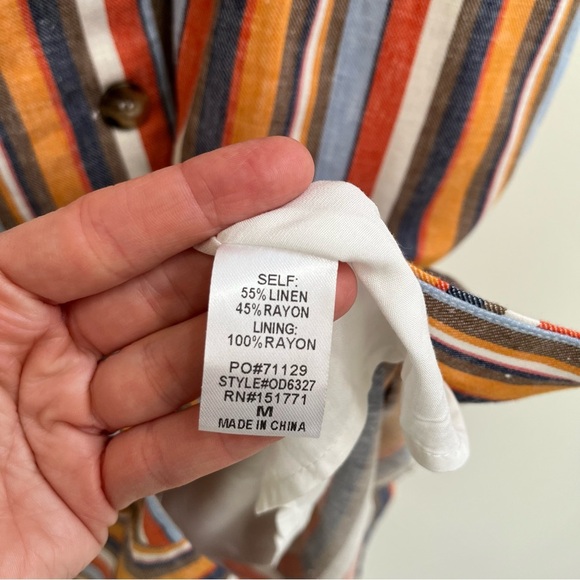 SELF:
55% LINEN
45% RAYON
LINING:
100% RAYON
PO#71129
STYLE#OD6327
RN#151771
M
MADE IN CHINA